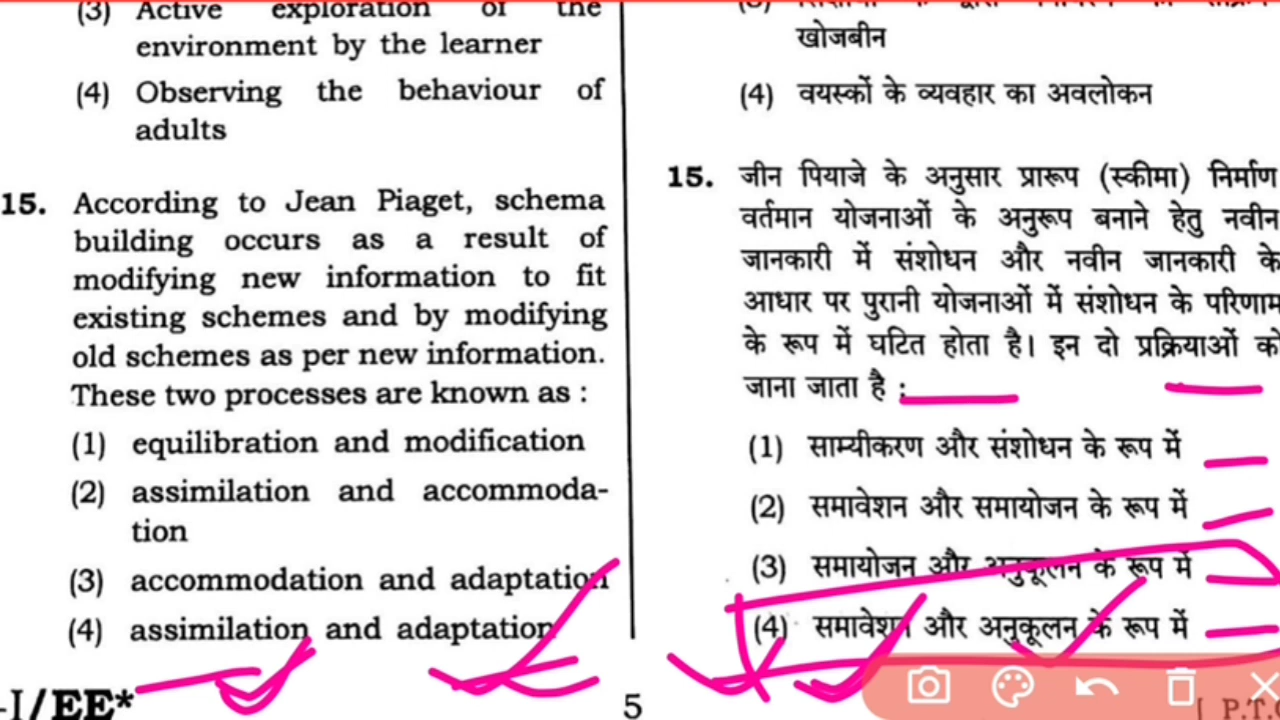 (3) Active exploration of the
environment by the learner
(4) Observing the behaviour of
adults
15. According to Jean Piaget, schema
building occurs as a result of
modifying new information to fit
existing schemes and by modifying
old schemes as per new information.
These two processes are known as :
(1) equilibration and modification
(2) assimilation and accommoda-
tion
(3) accommodation and adaptation
(4) assimilation and adaptation
-I/EE*
5
खोजबीन
(4) वयस्कों के व्यवहार का अवलोकन
15. जीन पियाजे के अनुसार प्रारूप (स्कीमा) निर्माण
वर्तमान योजनाओं के अनुरूप बनाने हेतु नवीन
जानकारी में संशोधन और नवीन जानकारी के
आधार पर पुरानी योजनाओं में संशोधन के परिणाम
के रूप में घटित होता है। इन दो प्रक्रियाओं को
जाना जाता है :
(1) साम्यीकरण और संशोधन के रूप में
(2) समावेशन और समायोजन के रूप में
(3) समायोजन और अनुकूलन के रूप में
(4) समावेशन और अनुकूलन के रूप में
[ P.T.O